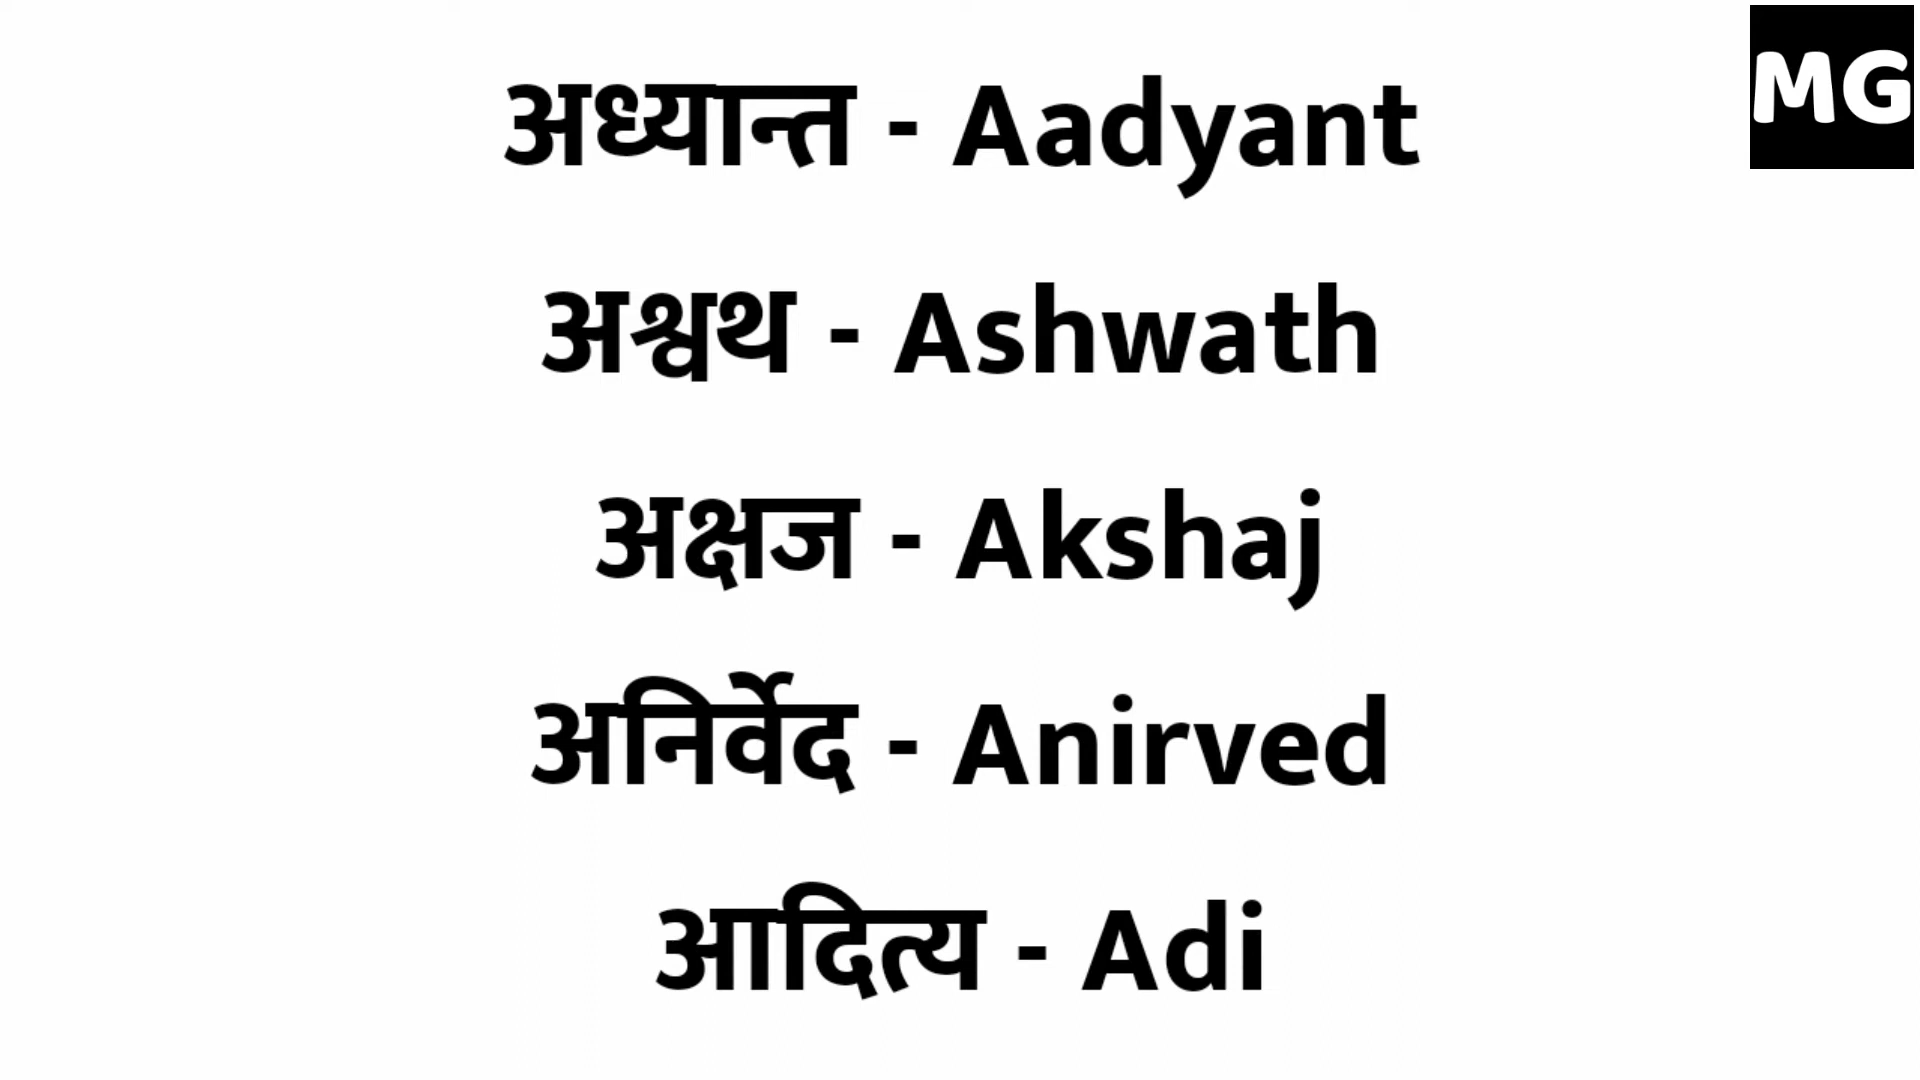 MG
अध्यान्त - Aadyant
अश्वथ - Ashwath
अक्षज - Akshaj
अनिर्वेद - Anirved
आदित्य - Adi